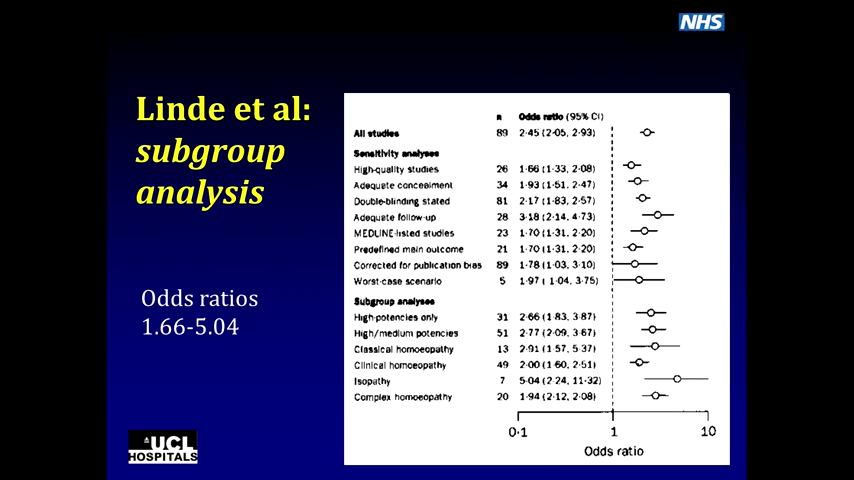 NHS
Linde et al:
subgroup
analysis
Odds ratios
1.66-5.04
UCL
HOSPITALS
n Odds ratio (95% CI)
All studies 89 2·45 (2·05, 2·93)
Sensitivity analyses
High-quality studies 26 1·66 (1·33, 2·08)
Adequate concealment 34 1·93 (1·51, 2·47)
Double-blinding stated 81 2·17 (1·83, 2·57)
Adequate follow-up 28 3·18 (2·14, 4·73)
MEDLINE-listed studies 23 1·70 (1·31, 2·20)
Predefined main outcome 21 1·70 (1·31, 2·20)
Corrected for publication bias 89 1·78 (1·03, 3·10)
Worst-case scenario 5 1·97 ( 1·04, 3·75)
Subgroup analyses
High-potencies only 31 2·66 (1·83, 3·87)
High/medium potencies 51 2·77 (2·09, 3·67)
Classical homoeopathy 13 2·91 (1·57, 5·37)
Clinical homoeopathy 49 2·00 (1·60, 2·51)
Isopathy 7 5·04 (2·24, 11·32)
Complex homoeopathy 20 1·94 (2·12, 2·08)
0·1 1 10
Odds ratio